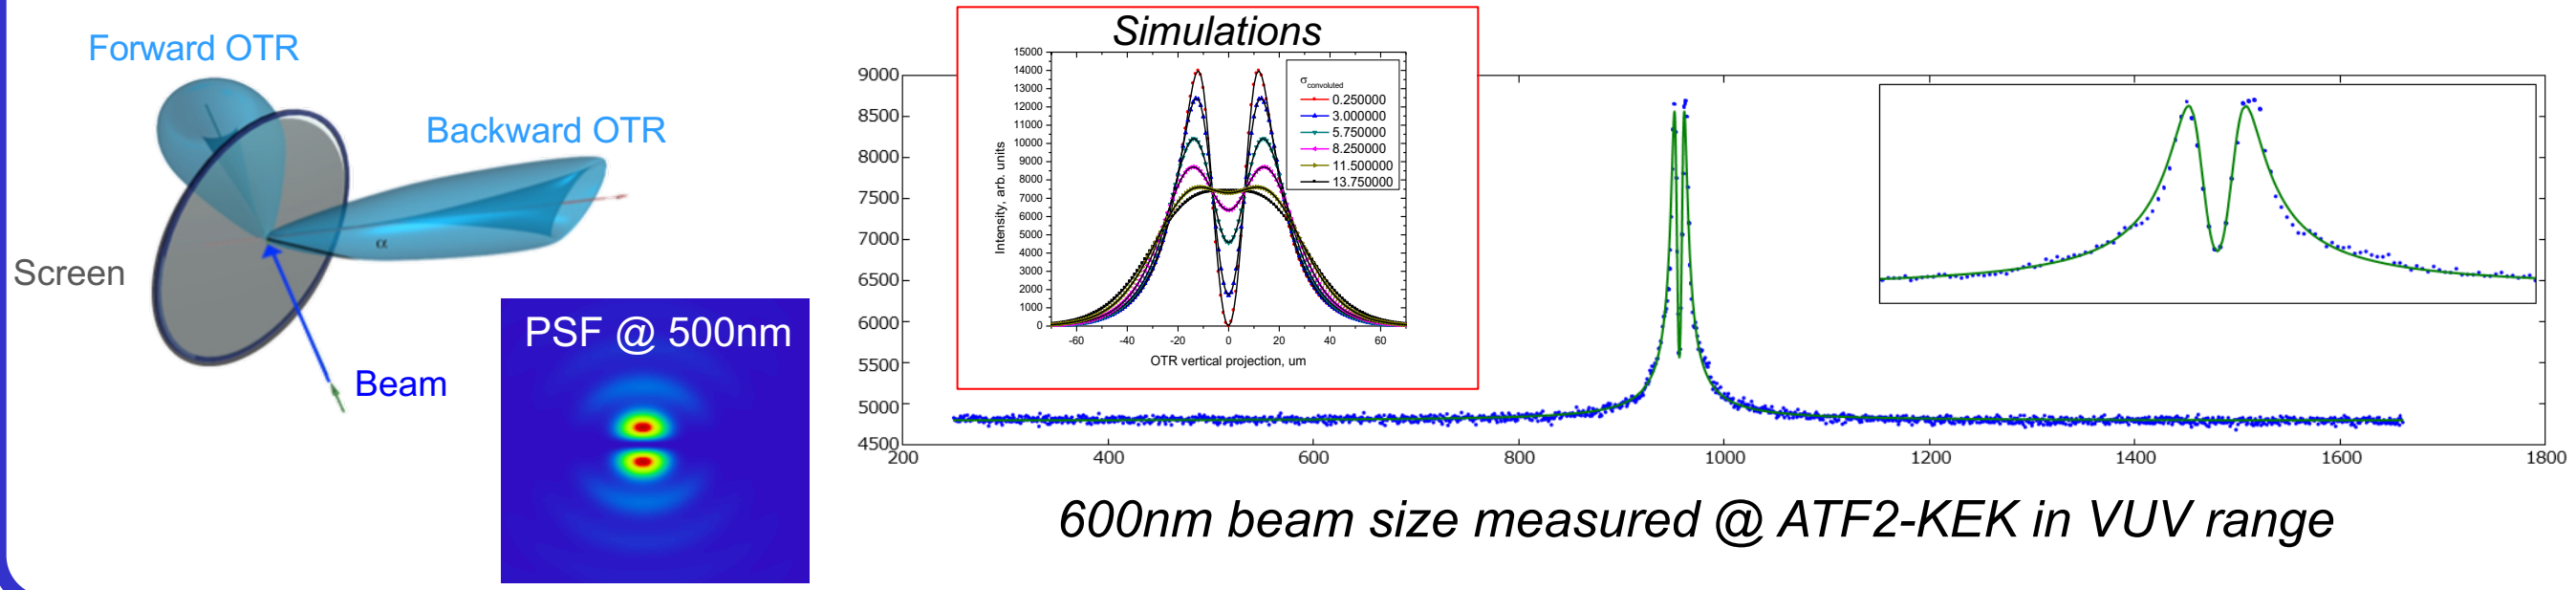 Forward OTR
Backward OTR
α
Screen
Beam
PSF @ 500nm
Simulations
15000
14000
13000
12000
11000
10000
9000
8000
7000
6000
5000
4000
3000
2000
1000
0
Intensity, arb. units
-60 -40 -20 0 20 40 60
OTR vertical projection, um
σconvoluted
0.250000
3.000000
5.750000
8.250000
11.500000
13.750000
9000
8500
8000
7500
7000
6500
6000
5500
5000
4500
200 400 600 800 1000 1200 1400 1600 1800
600nm beam size measured @ ATF2-KEK in VUV range